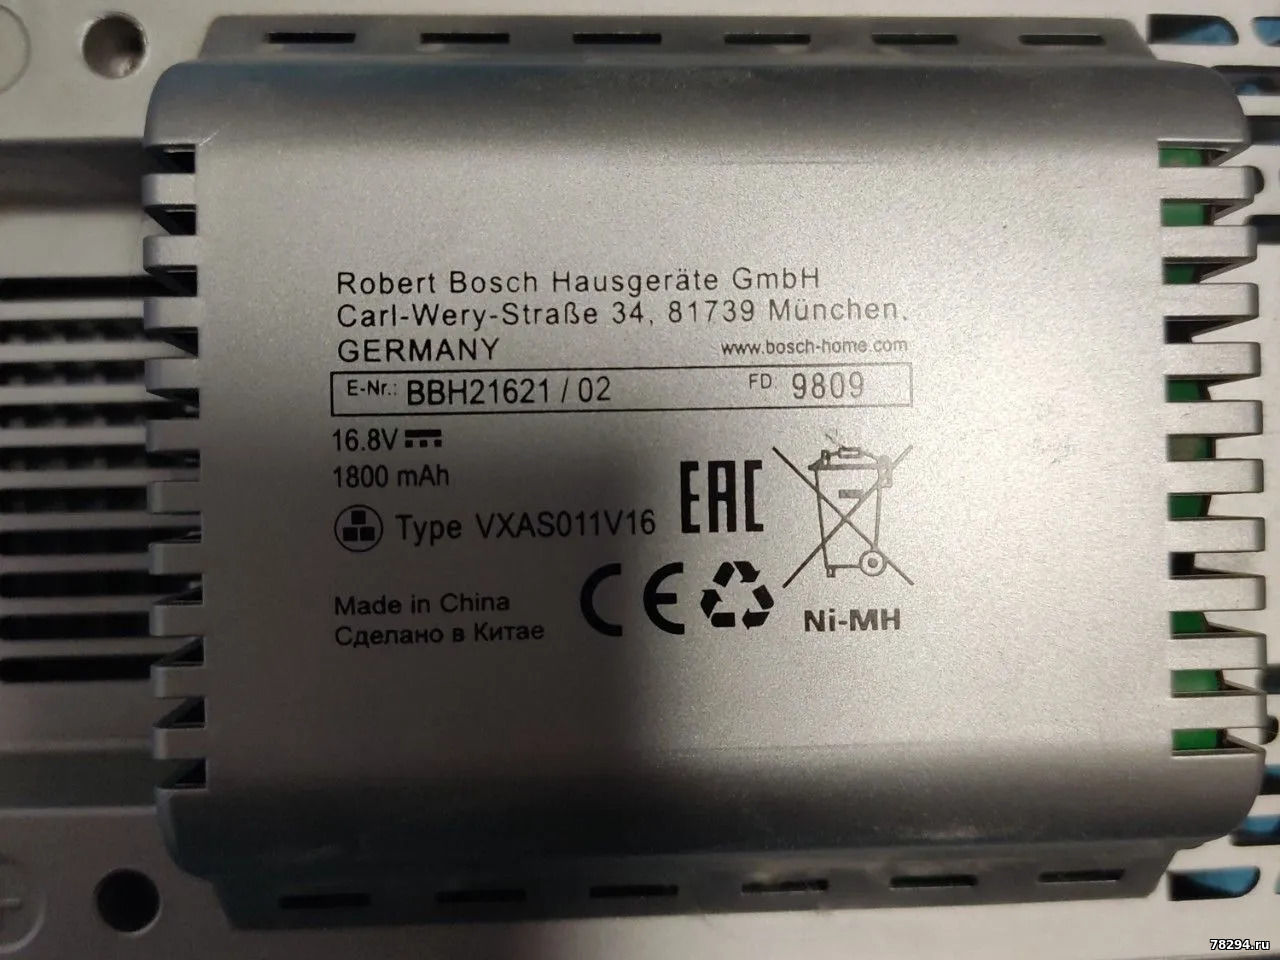 Robert Bosch Hausgeräte GmbH
Carl-Wery-Straße 34, 81739 München,
GERMANY www.bosch-home.com
E-Nr.: BBH21621 / 02 FD 9809
16.8V
1800 mAh
Type VXAS011V16
EAC
CE
Ni-MH
Made in China
Сделано в Китае
78294.ru